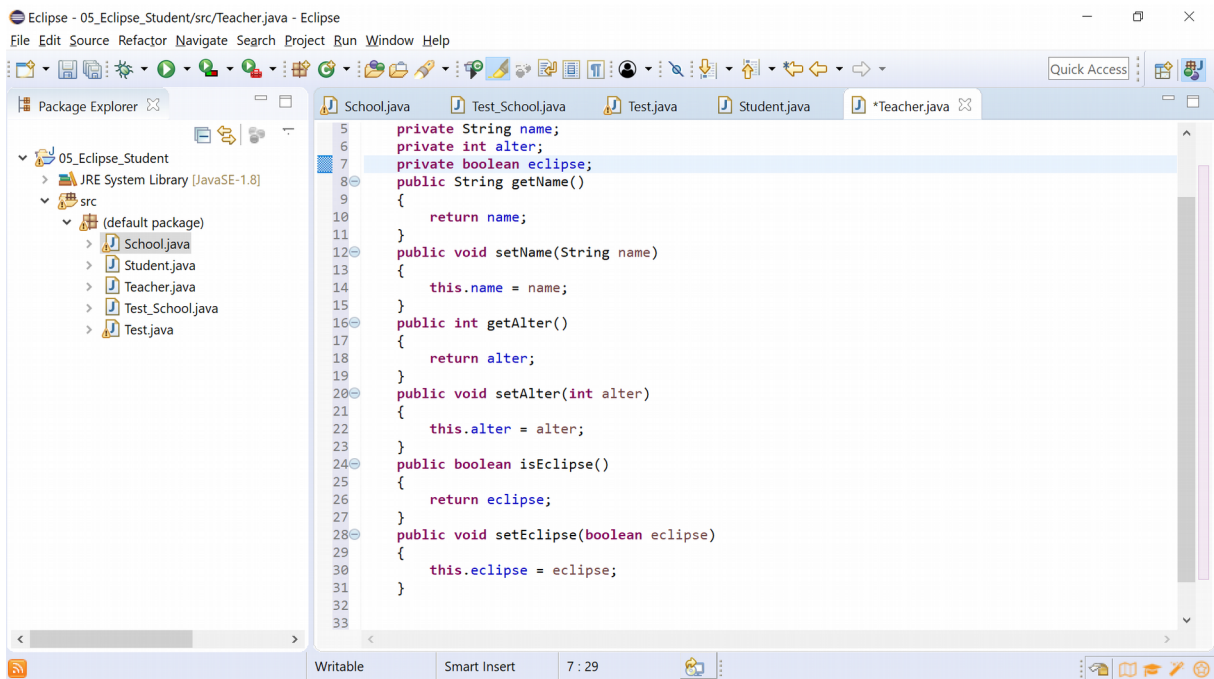 Eclipse - 05_Eclipse_Student/src/Teacher.java - Eclipse
File Edit Source Refactor Navigate Search Project Run Window Help
Quick Access
Package Explorer
School.java Test_School.java Test.java Student.java *Teacher.java
05_Eclipse_Student
JRE System Library [JavaSE-1.8]
src
(default package)
School.java
Student.java
Teacher.java
Test_School.java
Test.java
5 private String name;
6 private int alter;
7 private boolean eclipse;
8 public String getName()
9 {
10 return name;
11 }
12 public void setName(String name)
13 {
14 this.name = name;
15 }
16 public int getAlter()
17 {
18 return alter;
19 }
20 public void setAlter(int alter)
21 {
22 this.alter = alter;
23 }
24 public boolean isEclipse()
25 {
26 return eclipse;
27 }
28 public void setEclipse(boolean eclipse)
29 {
30 this.eclipse = eclipse;
31 }
32
33
Writable Smart Insert 7 : 29